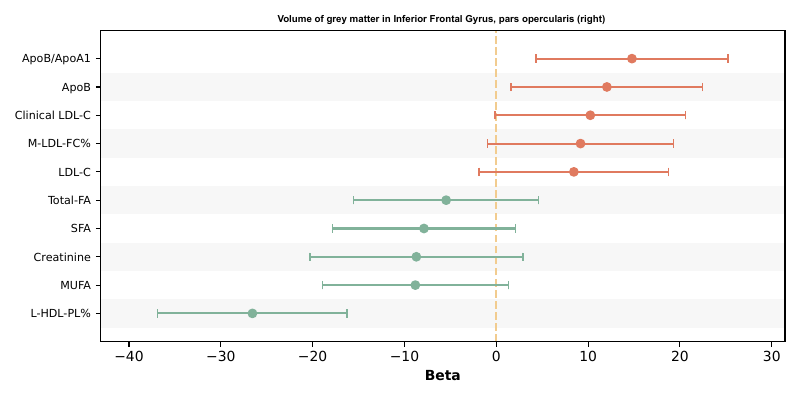 Volume of grey matter in Inferior Frontal Gyrus, pars opercularis (right)
ApoB/ApoA1
ApoB
Clinical LDL-C
M-LDL-FC%
LDL-C
Total-FA
SFA
Creatinine
MUFA
L-HDL-PL%
−40 −30 −20 −10 0 10 20 30
Beta